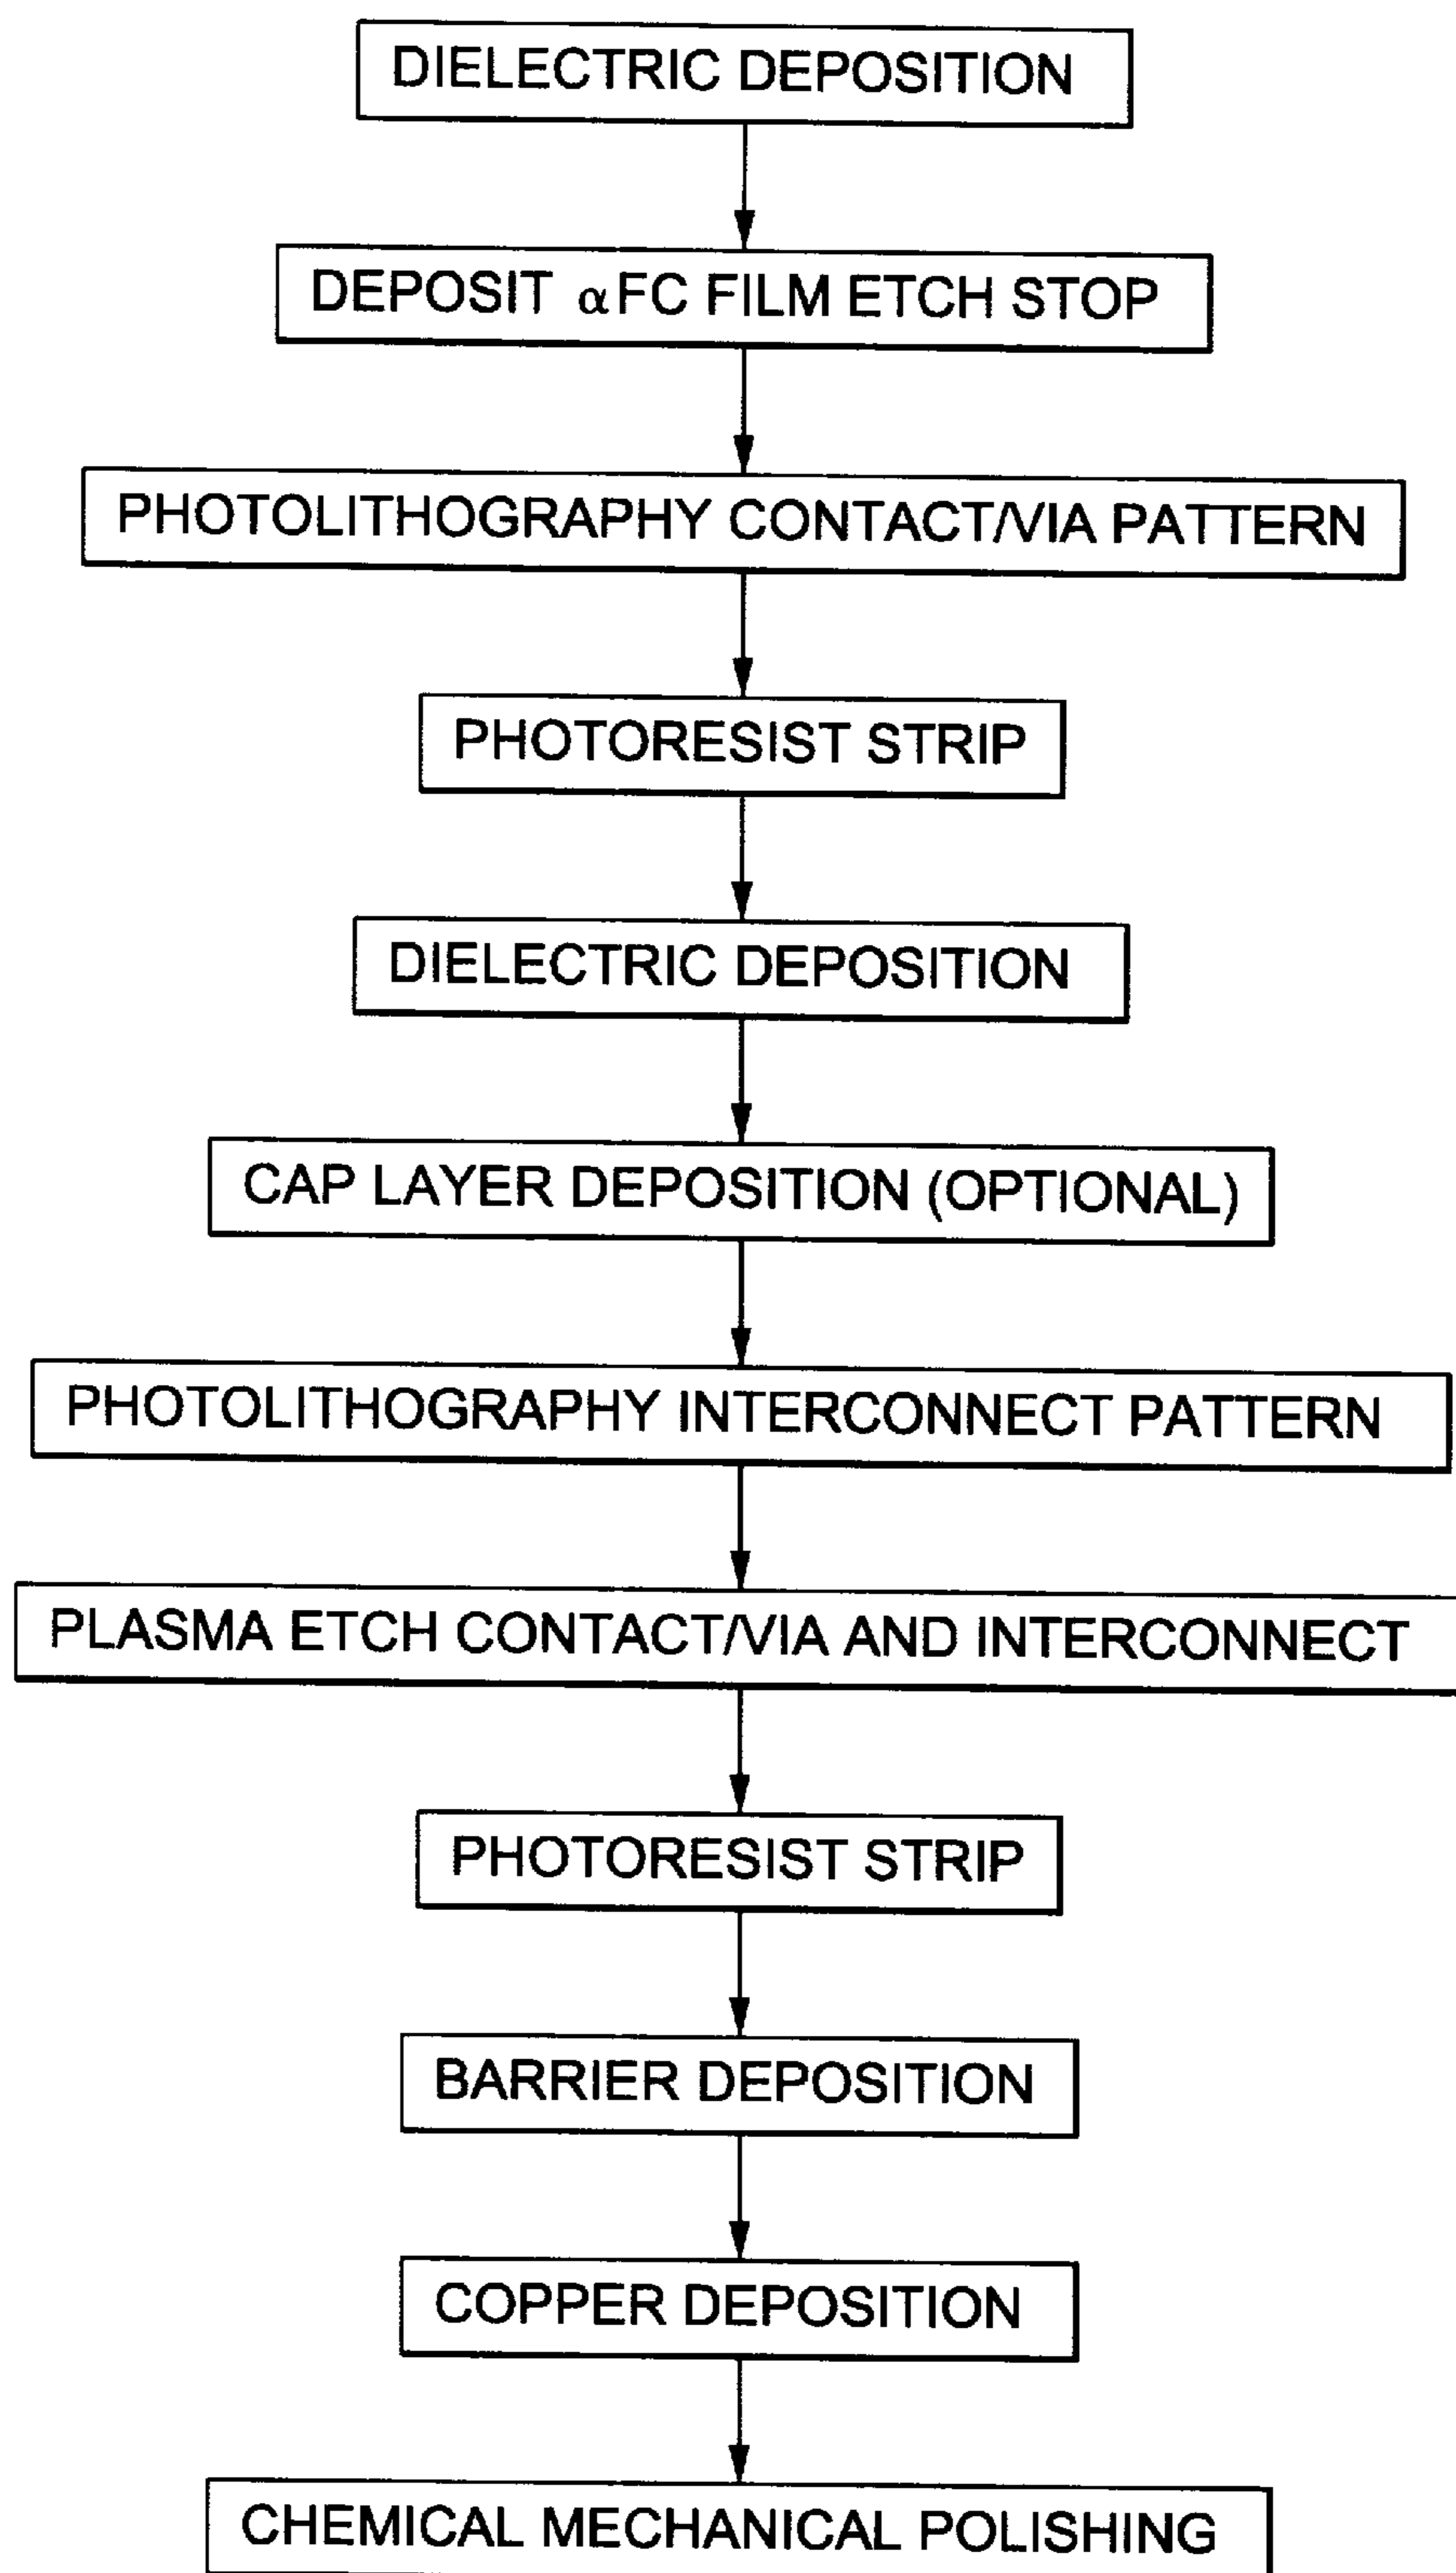 DIELECTRIC DEPOSITION
DEPOSIT αFC FILM ETCH STOP
PHOTOLITHOGRAPHY CONTACT/VIA PATTERN
PHOTORESIST STRIP
DIELECTRIC DEPOSITION
CAP LAYER DEPOSITION (OPTIONAL)
PHOTOLITHOGRAPHY INTERCONNECT PATTERN
PLASMA ETCH CONTACT/VIA AND INTERCONNECT
PHOTORESIST STRIP
BARRIER DEPOSITION
COPPER DEPOSITION
CHEMICAL MECHANICAL POLISHING